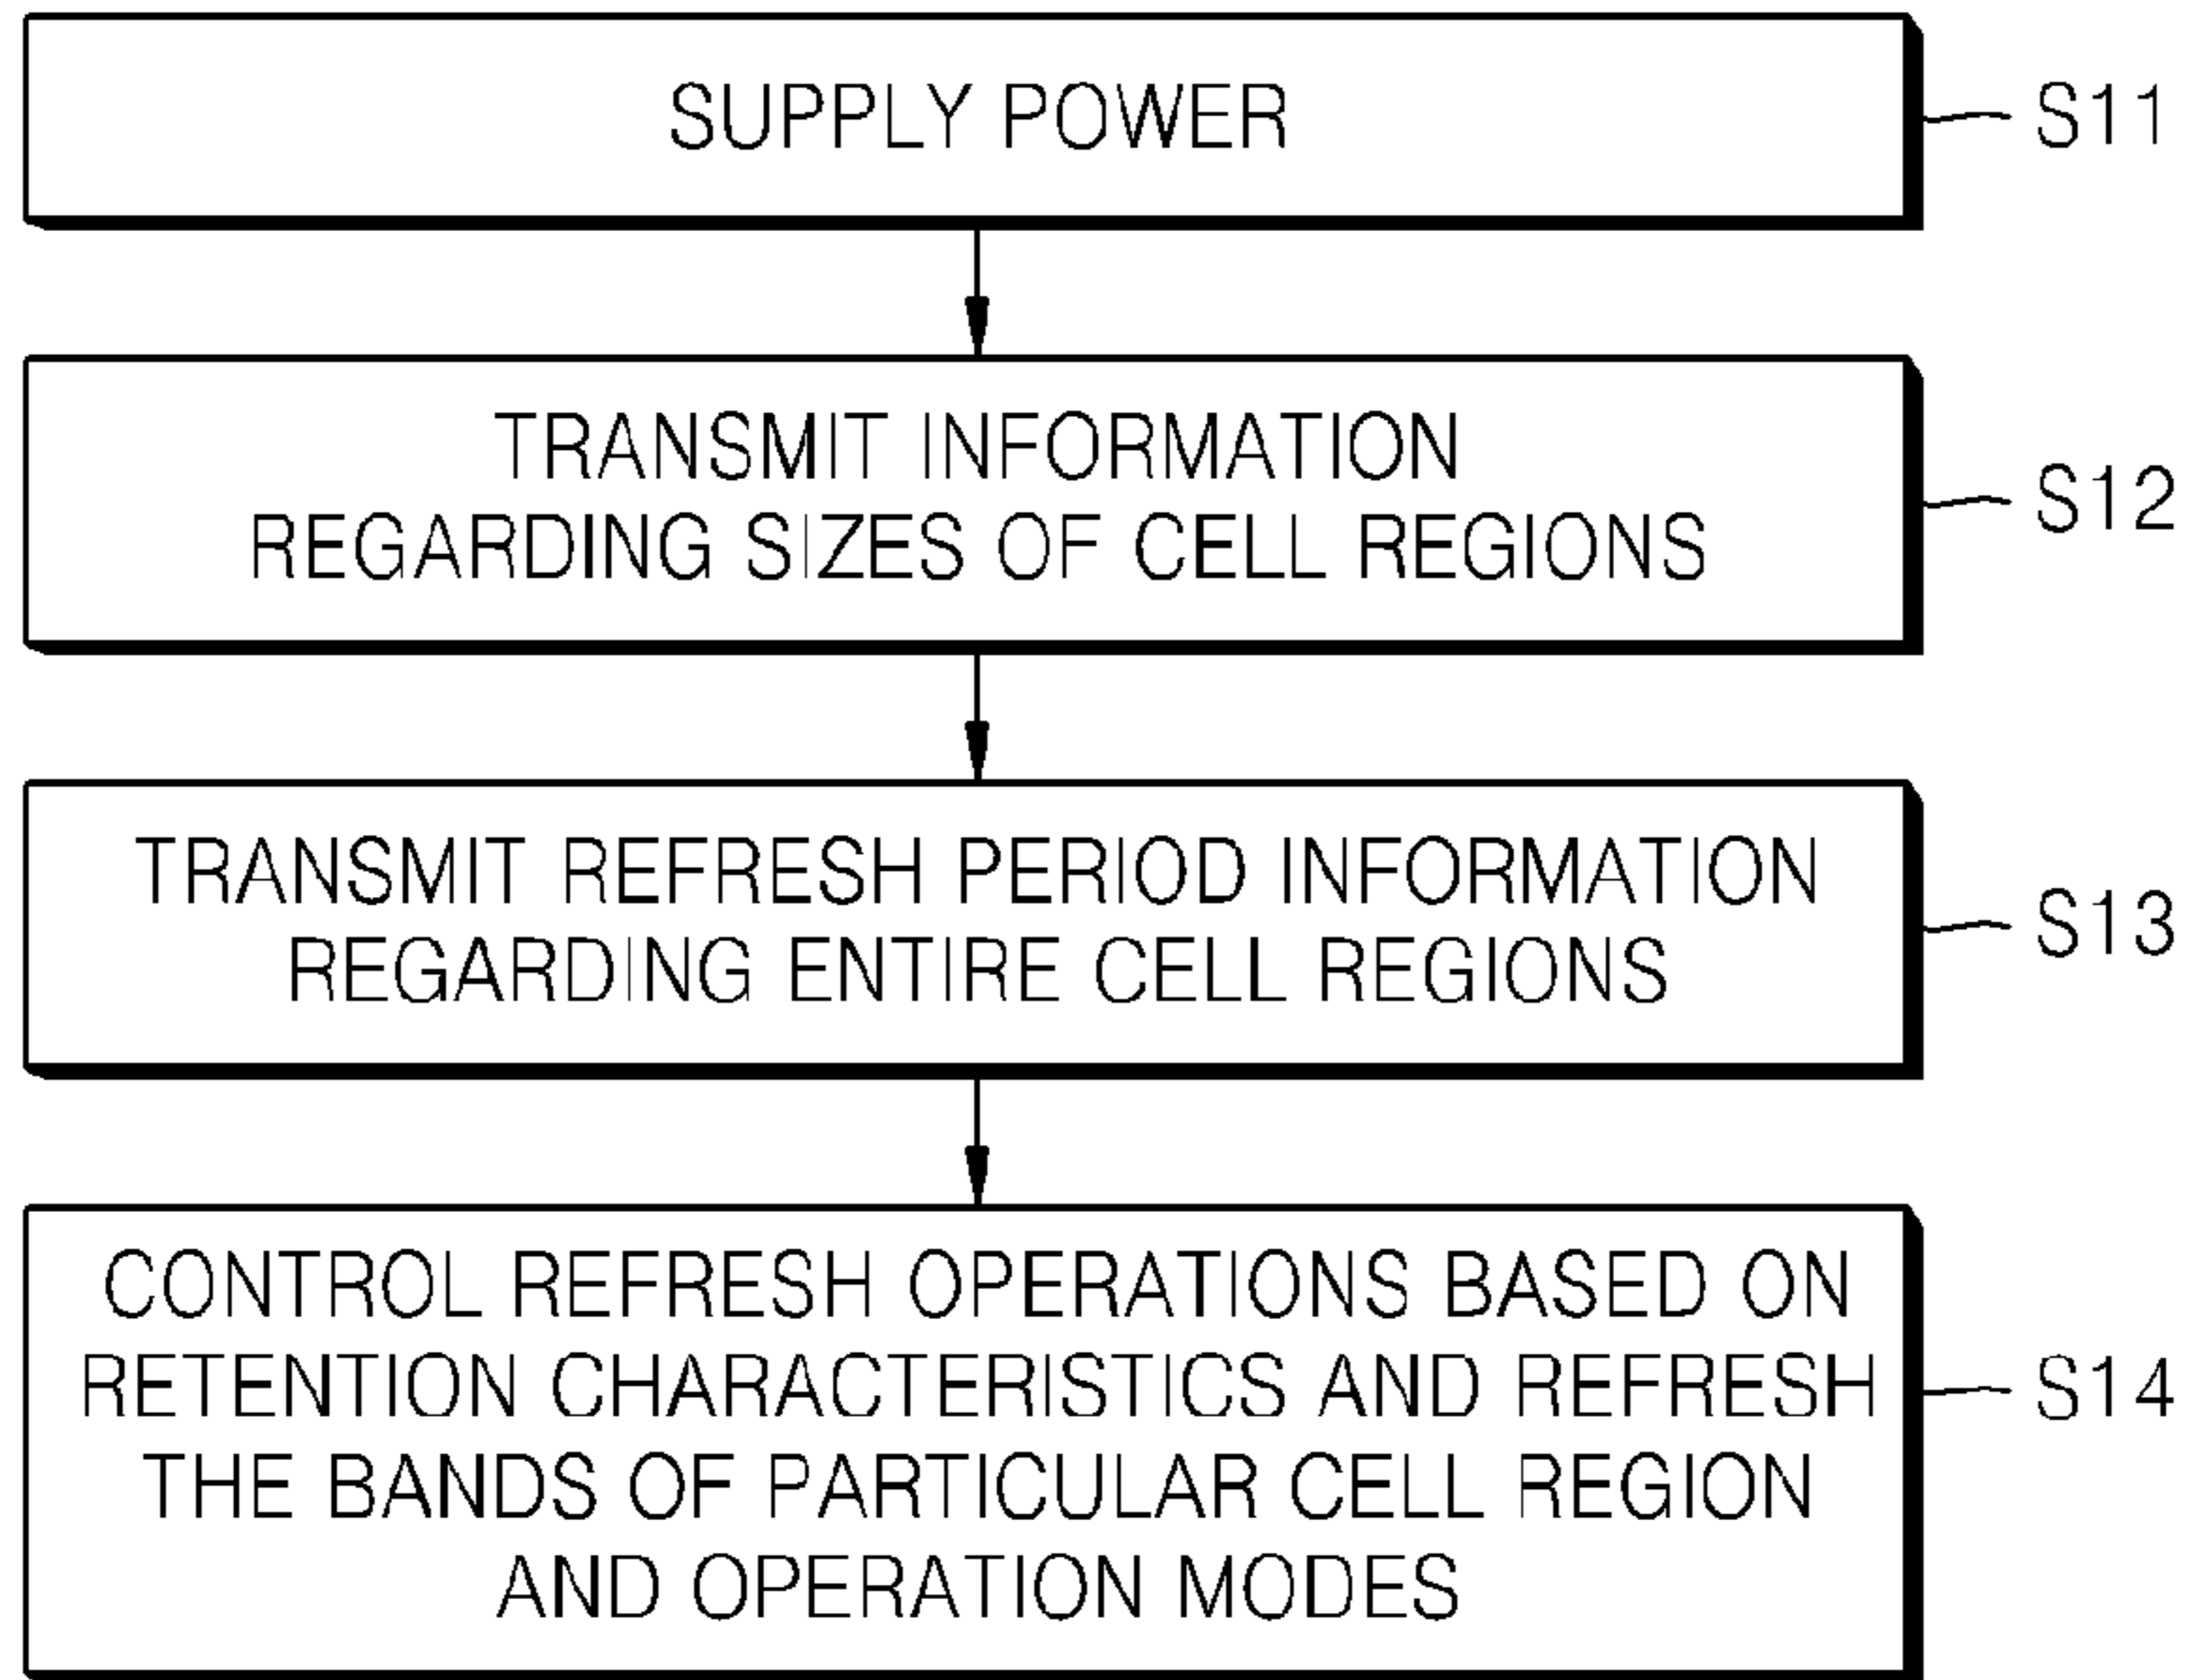 SUPPLY POWER
S11
TRANSMIT INFORMATION
REGARDING SIZES OF CELL REGIONS
S12
TRANSMIT REFRESH PERIOD INFORMATION
REGARDING ENTIRE CELL REGIONS
S13
CONTROL REFRESH OPERATIONS BASED ON
RETENTION CHARACTERISTICS AND REFRESH
THE BANDS OF PARTICULAR CELL REGION
AND OPERATION MODES
S14